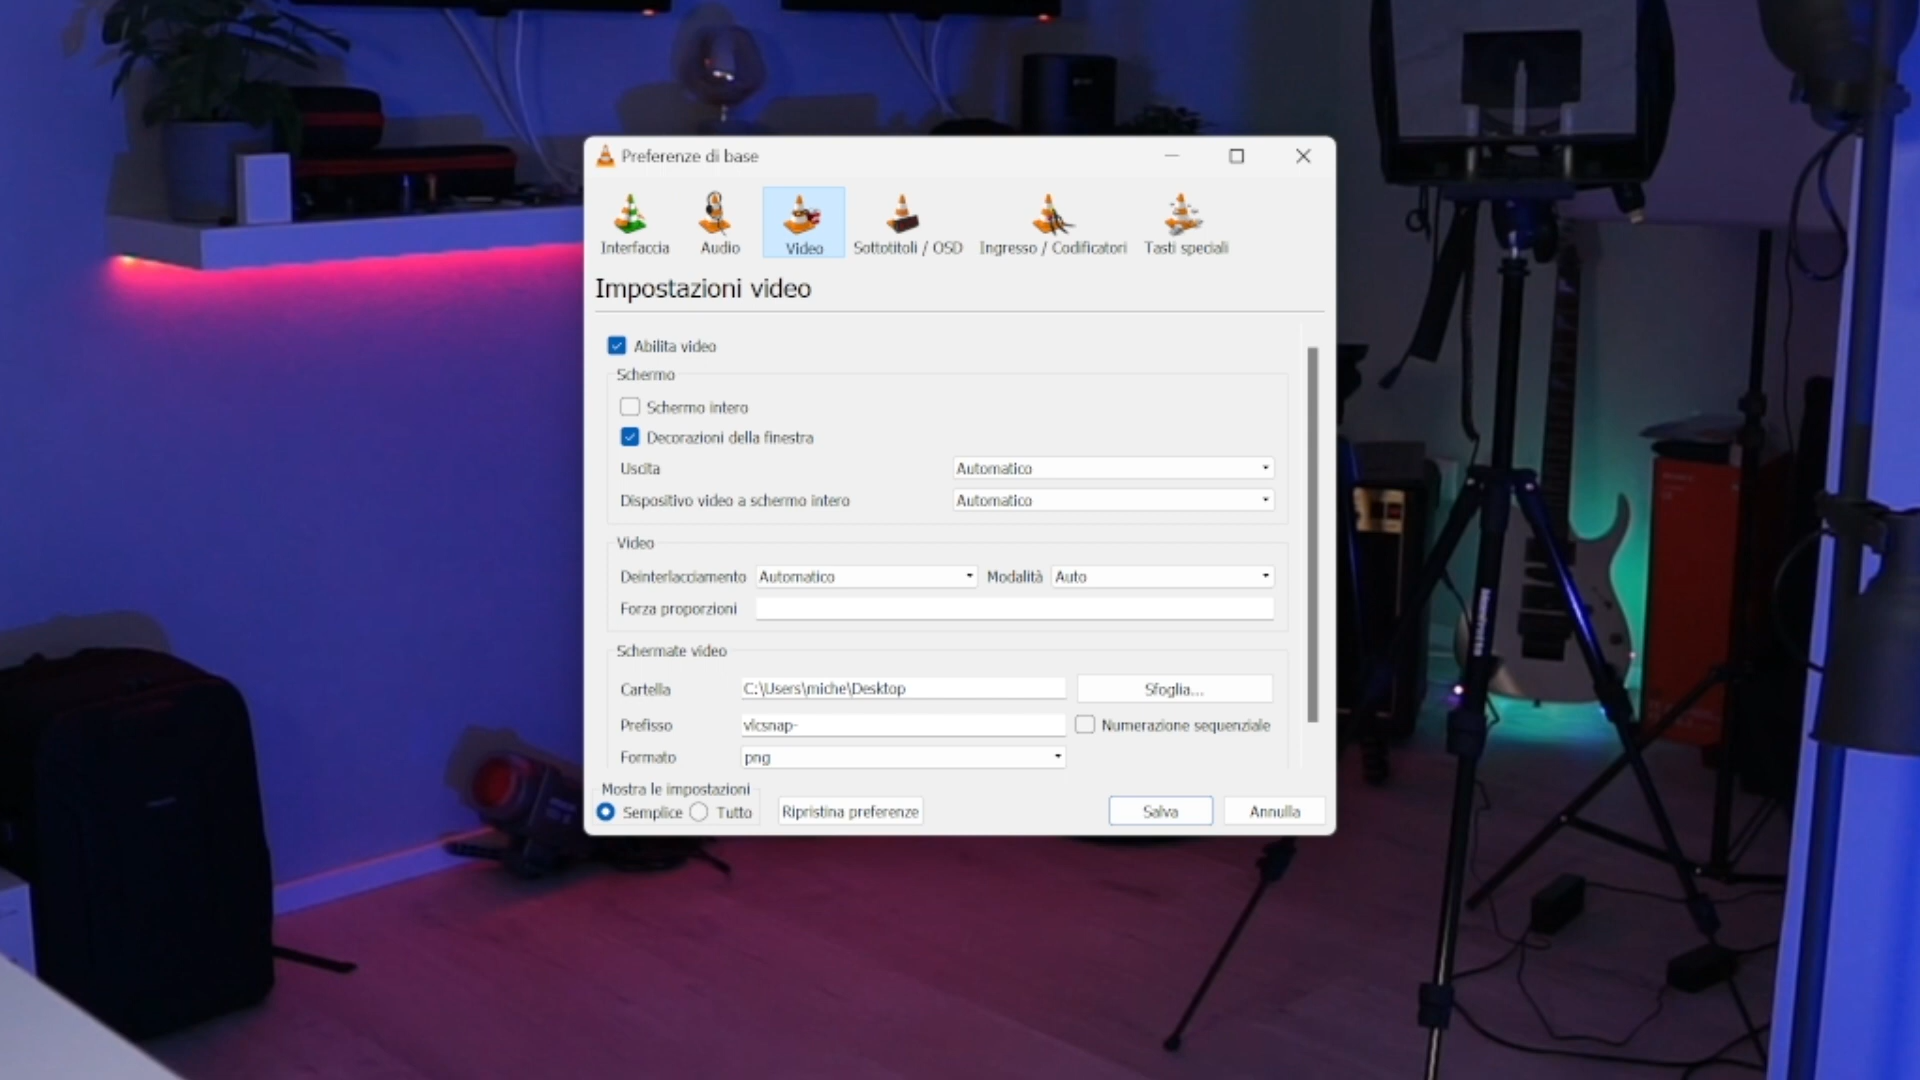 Preferenze di base
Interfaccia
Audio
Video
Sottotitoli / OSD
Ingresso / Codificatori
Tasti speciali
Impostazioni video
Abilita video
Schermo
Schermo intero
Decorazioni della finestra
Uscita Automatico
Dispositivo video a schermo intero Automatico
Video
Deinterlacciamento Automatico Modalità Auto
Forza proporzioni
Schermate video
Cartella C:\Users\miche\Desktop Sfoglia...
Prefisso vlcsnap- Numerazione sequenziale
Formato png
Mostra le impostazioni
Semplice Tutto Ripristina preferenze Salva Annulla
Manfrotto